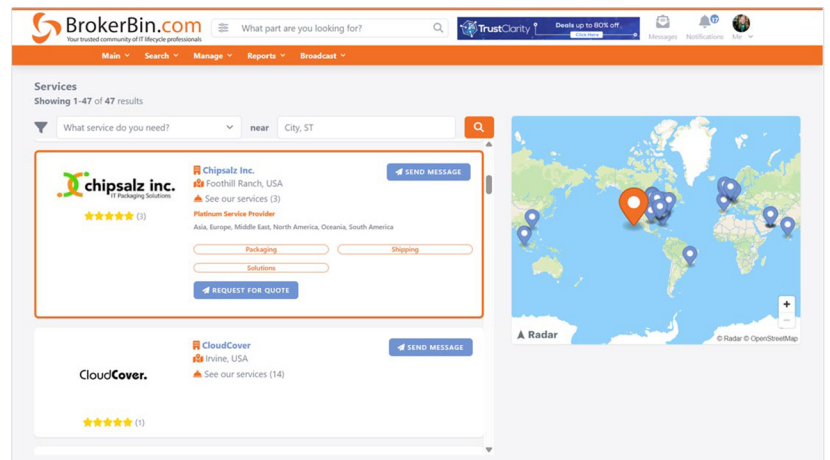 BrokerBin.com
Your trusted community of IT lifecycle professionals
What part are you looking for?
TrustClarity
Deals up to 80% off.
Click Here
Messages
Notifications
Me
Main
Search
Manage
Reports
Broadcast
Services
Showing 1-47 of 47 results
What service do you need?
near
City, ST
chipsalz inc.
IT Packaging Solutions
(3)
Chipsalz Inc.
Foothill Ranch, USA
See our services (3)
Platinum Service Provider
Asia, Europe, Middle East, North America, Oceania, South America
Packaging
Shipping
Solutions
REQUEST FOR QUOTE
SEND MESSAGE
CloudCover.
(1)
CloudCover
Irvine, USA
See our services (14)
SEND MESSAGE
+
−
Radar
© Radar © OpenStreetMap